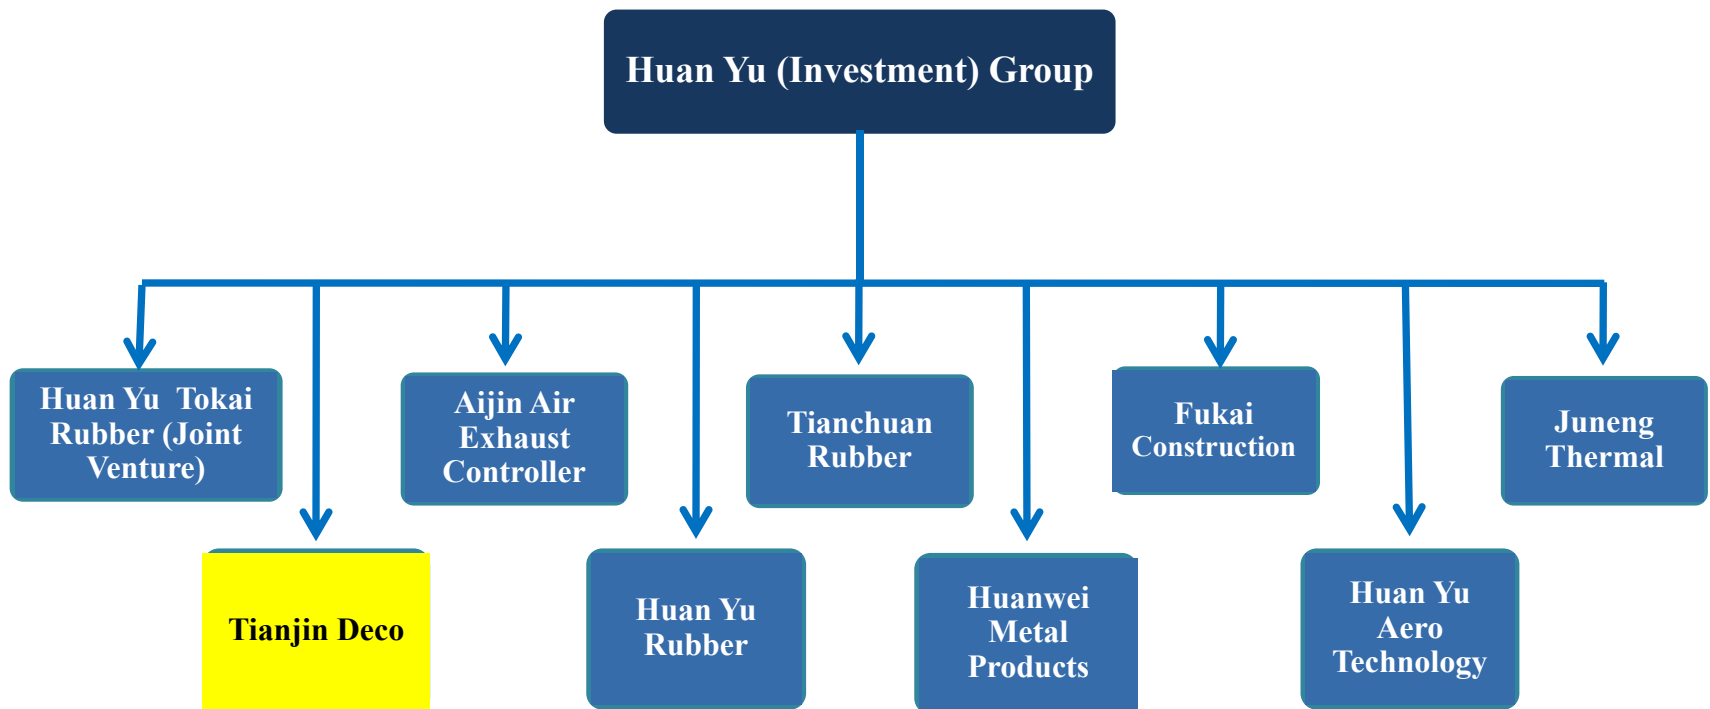 Huan Yu (Investment) Group
Huan Yu Tokai
Rubber (Joint
Venture)
Aijin Air
Exhaust
Controller
Tianchuan
Rubber
Fukai
Construction
Juneng
Thermal
Tianjin Deco
Huan Yu
Rubber
Huanwei
Metal
Products
Huan Yu
Aero
Technology